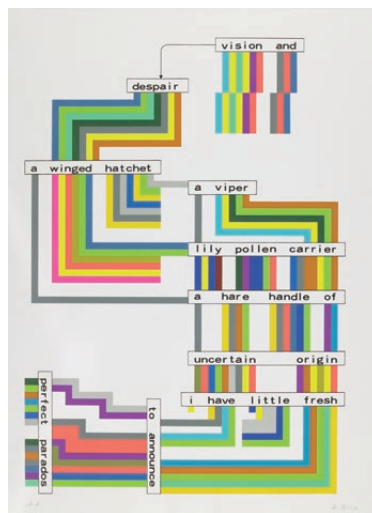 vision and
despair
a winged hatchet
a viper
lily pollen carrier
a hare handle of
uncertain origin
i have little fresh
to announce
perfect parados